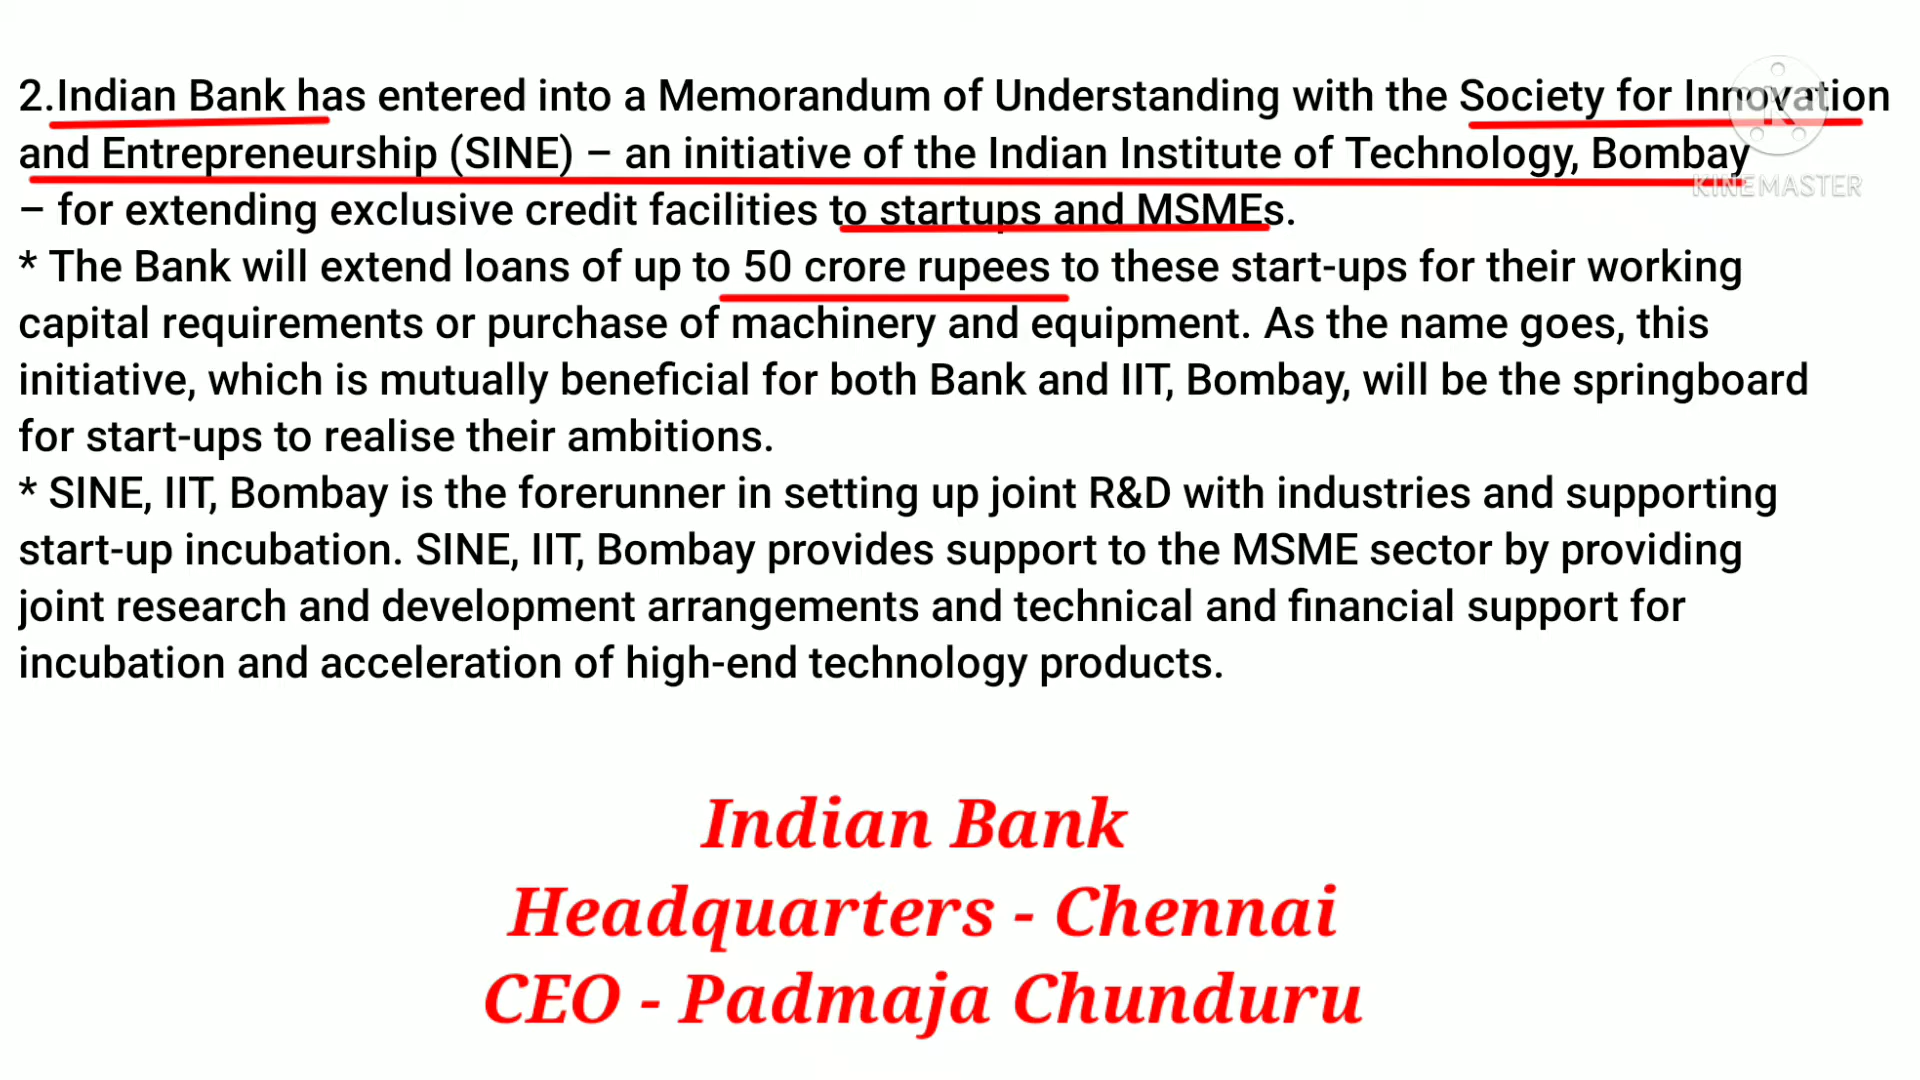 2.Indian Bank has entered into a Memorandum of Understanding with the Society for Innovation
and Entrepreneurship (SINE) – an initiative of the Indian Institute of Technology, Bombay
– for extending exclusive credit facilities to startups and MSMEs.
* The Bank will extend loans of up to 50 crore rupees to these start-ups for their working
capital requirements or purchase of machinery and equipment. As the name goes, this
initiative, which is mutually beneficial for both Bank and IIT, Bombay, will be the springboard
for start-ups to realise their ambitions.
* SINE, IIT, Bombay is the forerunner in setting up joint R&D with industries and supporting
start-up incubation. SINE, IIT, Bombay provides support to the MSME sector by providing
joint research and development arrangements and technical and financial support for
incubation and acceleration of high-end technology products.
Indian Bank
Headquarters - Chennai
CEO - Padmaja Chunduru
K
KINEMASTER